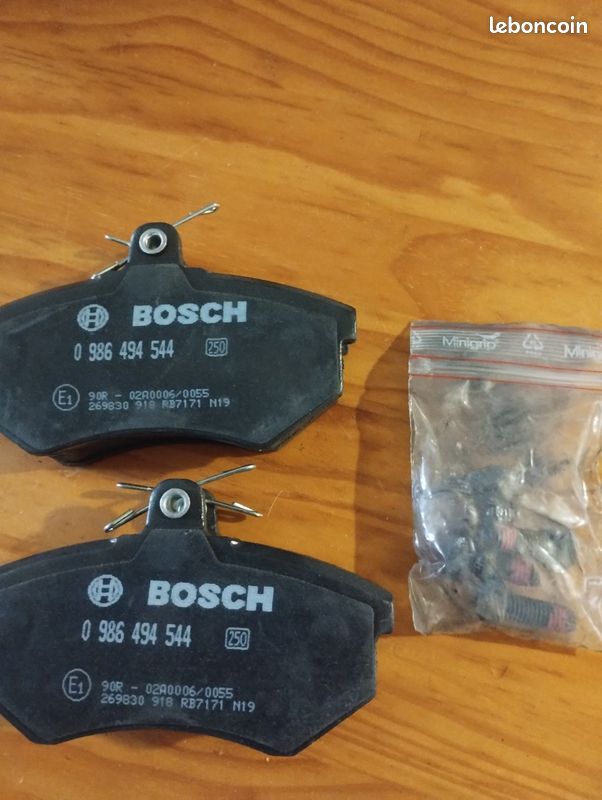 leboncoin
BOSCH
0 986 494 544 250
E1 90R - 02A0006/0055
269830 918 RB7171 N19
Minigrip Minigrip
BOSCH
0 986 494 544 250
E1 90R - 02A0006/0055
269830 918 RB7171 N19